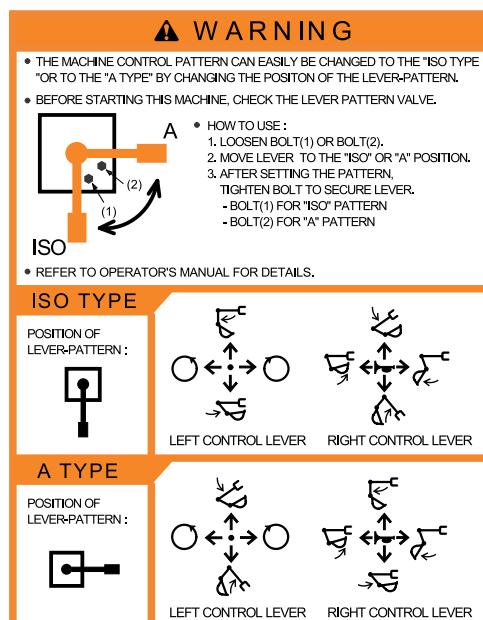 WARNING
• THE MACHINE CONTROL PATTERN CAN EASILY BE CHANGED TO THE "ISO TYPE
"OR TO THE "A TYPE" BY CHANGING THE POSITON OF THE LEVER-PATTERN.
• BEFORE STARTING THIS MACHINE, CHECK THE LEVER PATTERN VALVE.
A
(2)
(1)
ISO
• HOW TO USE :
1. LOOSEN BOLT(1) OR BOLT(2).
2. MOVE LEVER TO THE "ISO" OR "A" POSITION.
3. AFTER SETTING THE PATTERN,
TIGHTEN BOLT TO SECURE LEVER.
- BOLT(1) FOR "ISO" PATTERN
- BOLT(2) FOR "A" PATTERN
• REFER TO OPERATOR'S MANUAL FOR DETAILS.
ISO TYPE
POSITION OF
LEVER-PATTERN :
LEFT CONTROL LEVER
RIGHT CONTROL LEVER
A TYPE
POSITION OF
LEVER-PATTERN :
LEFT CONTROL LEVER
RIGHT CONTROL LEVER